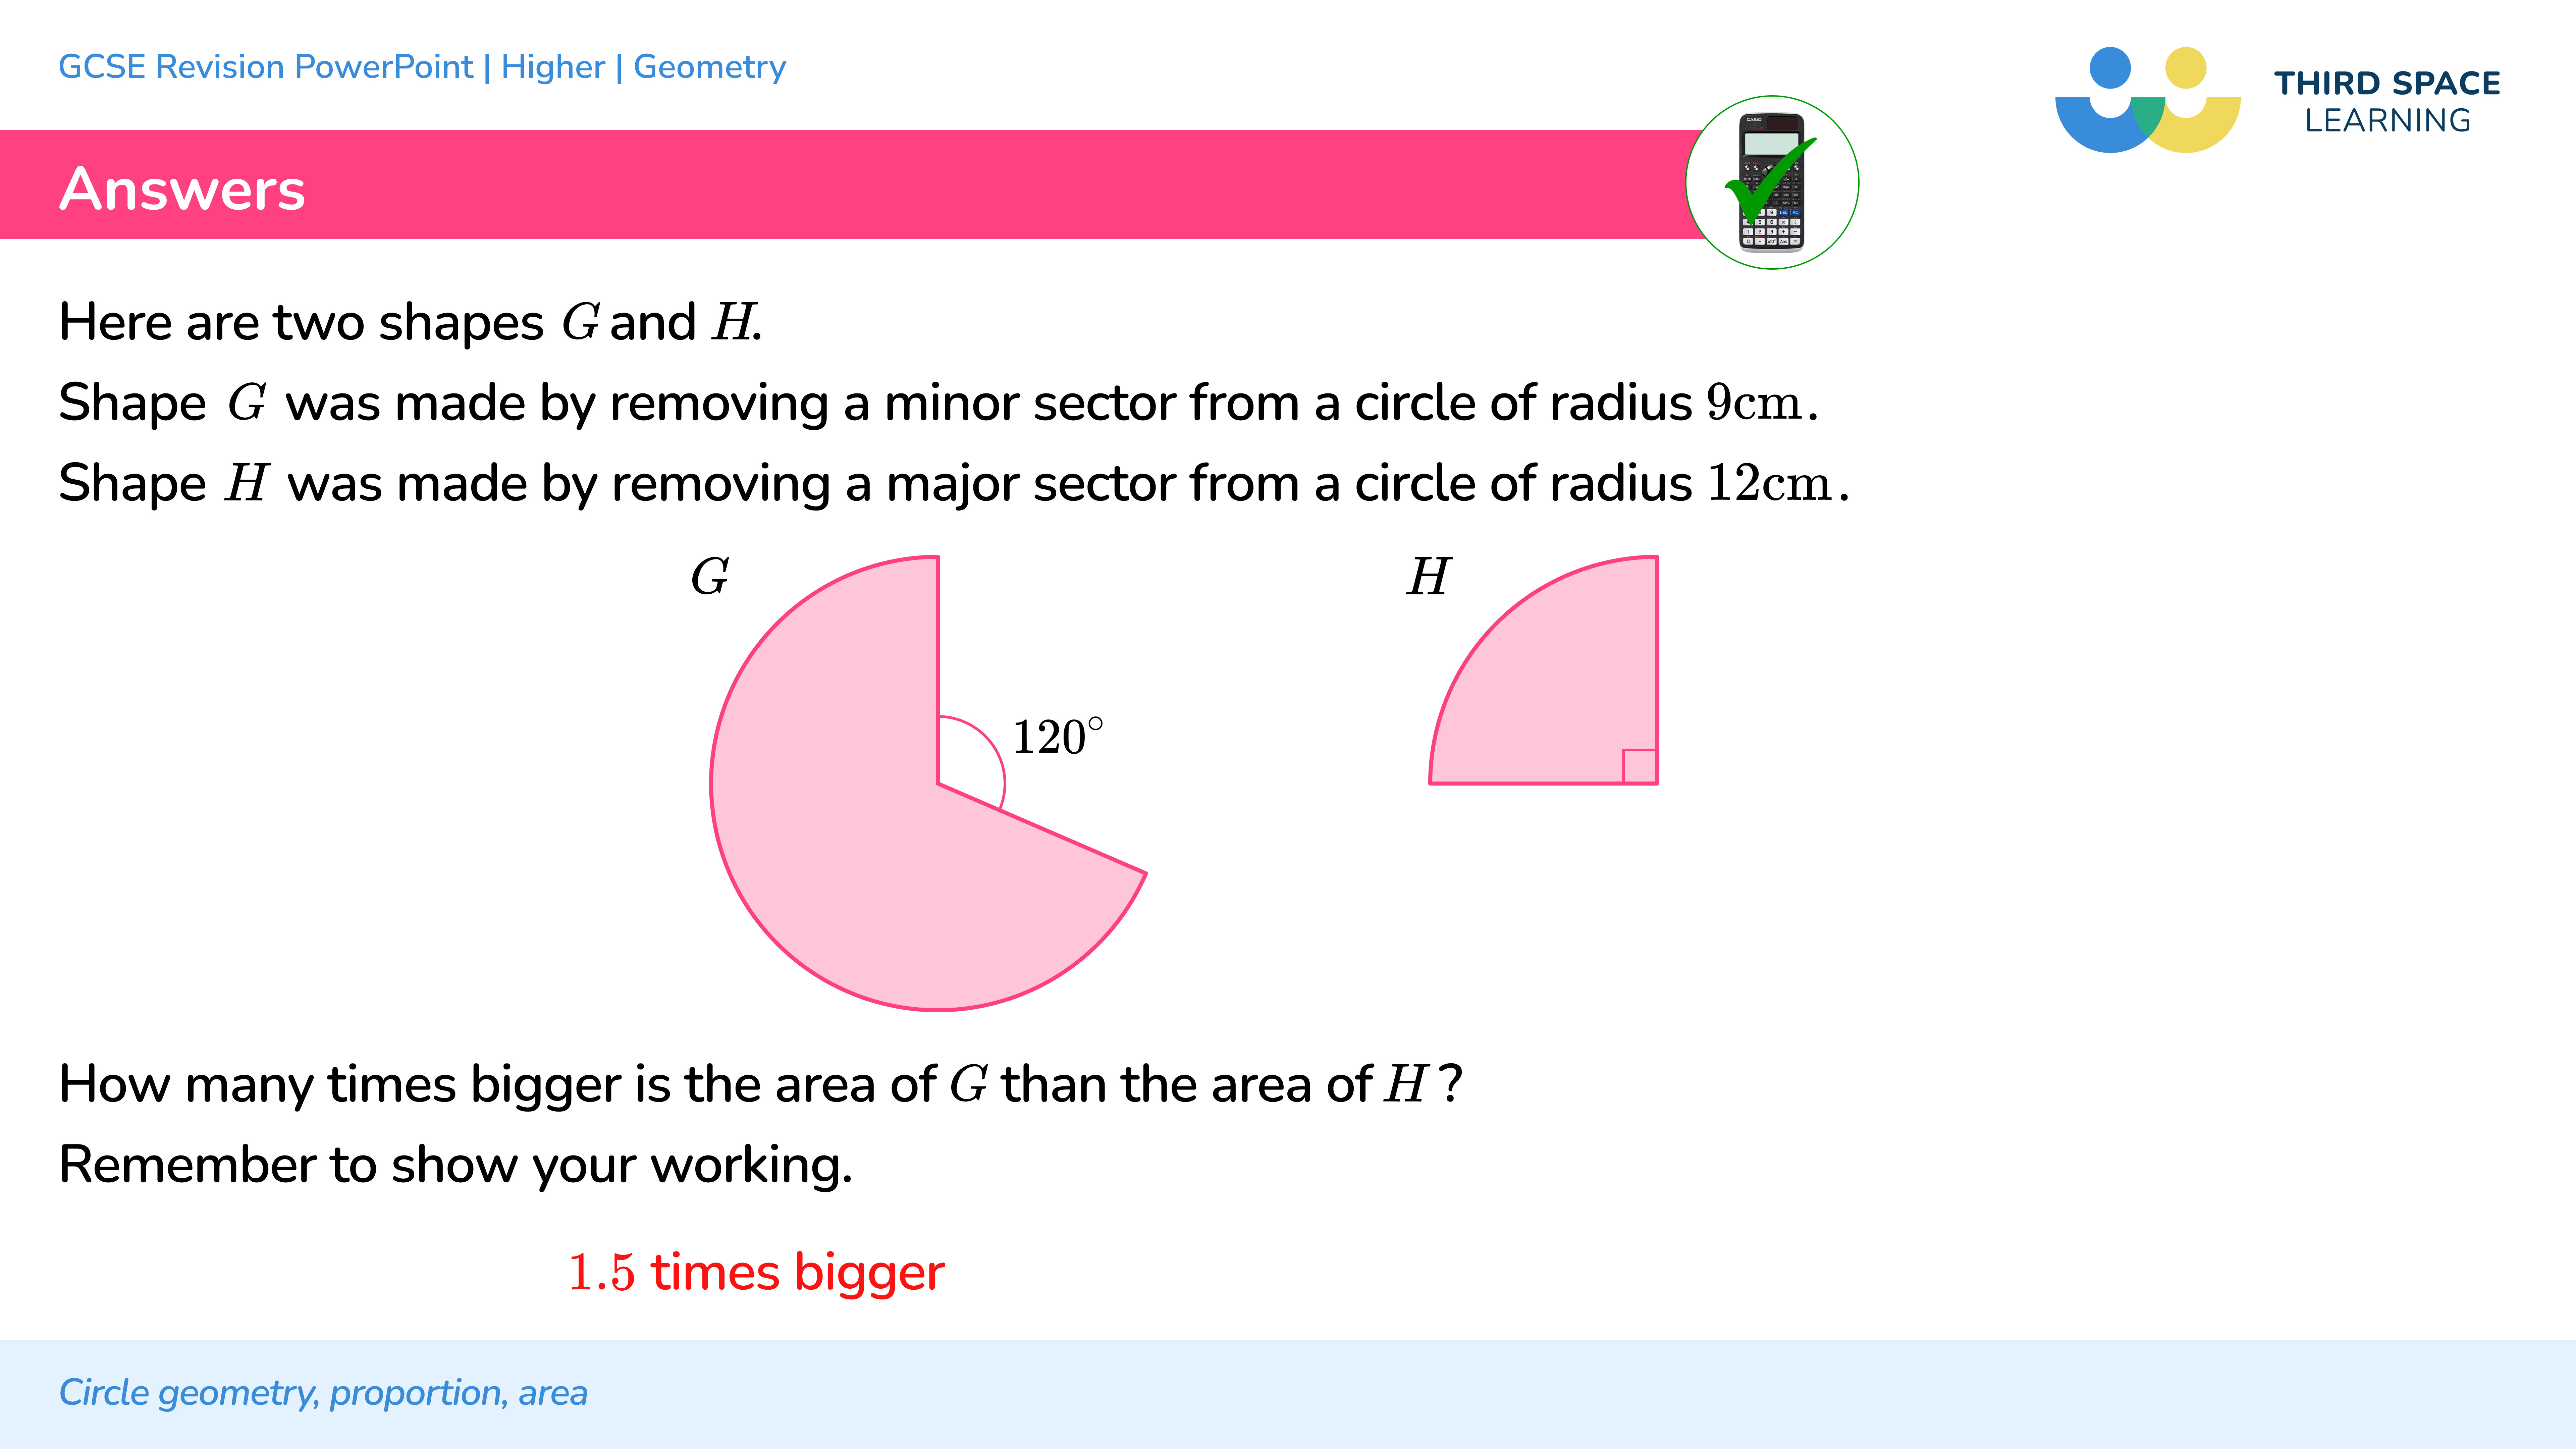 GCSE Revision PowerPoint | Higher | Geometry
THIRD SPACE
LEARNING
Answers
CASIO
Here are two shapes G and H.
Shape G was made by removing a minor sector from a circle of radius 9cm.
Shape H was made by removing a major sector from a circle of radius 12cm.
G
H
120°
How many times bigger is the area of G than the area of H?
Remember to show your working.
1.5 times bigger
Circle geometry, proportion, area